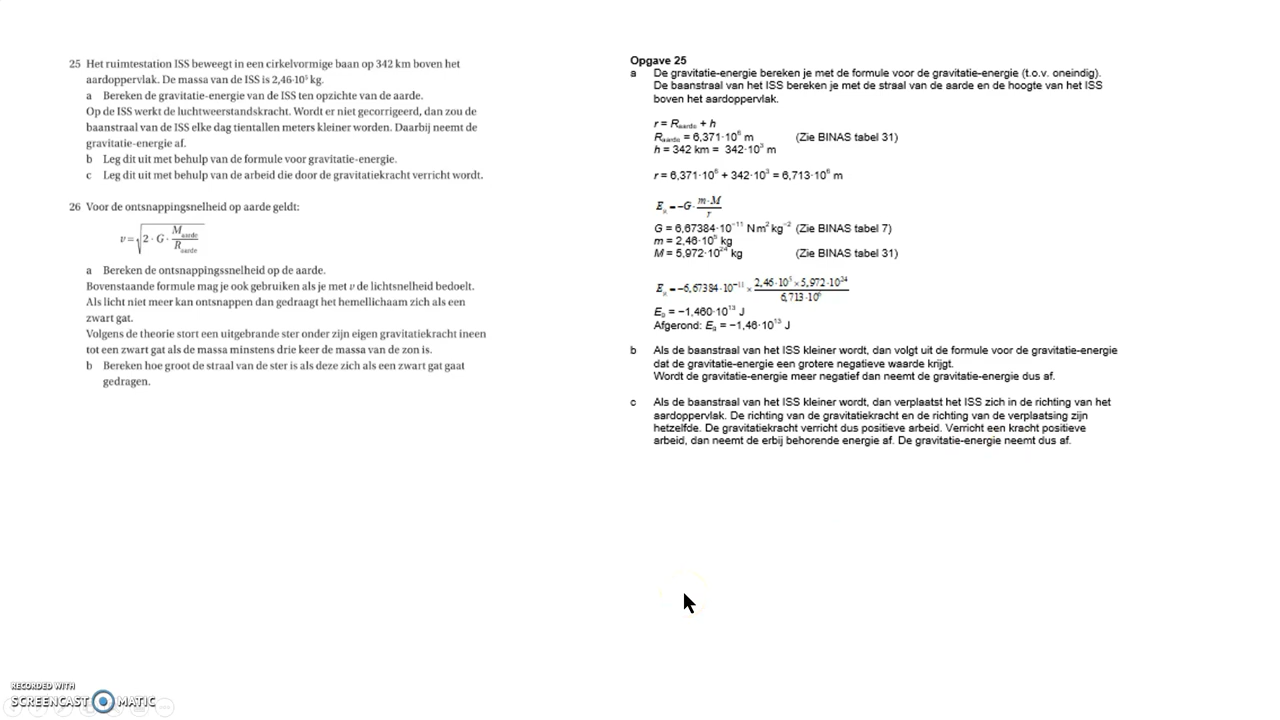 25 Het ruimtestation ISS beweegt in een cirkelvormige baan op 342 km boven het
aardoppervlak. De massa van de ISS is 2,46·10⁵ kg.
a Bereken de gravitatie-energie van de ISS ten opzichte van de aarde.
Op de ISS werkt de luchtweerstandskracht. Wordt er niet gecorrigeerd, dan zou de
baanstraal van de ISS elke dag tientallen meters kleiner worden. Daarbij neemt de
gravitatie-energie af.
b Leg dit uit met behulp van de formule voor gravitatie-energie.
c Leg dit uit met behulp van de arbeid die door de gravitatiekracht verricht wordt.
26 Voor de ontsnappingsnelheid op aarde geldt:
v = √(2 · G · M_aarde / R_aarde)
a Bereken de ontsnappingssnelheid op de aarde.
Bovenstaande formule mag je ook gebruiken als je met v de lichtsnelheid bedoelt.
Als licht niet meer kan ontsnappen dan gedraagt het hemellichaam zich als een
zwart gat.
Volgens de theorie stort een uitgebrande ster onder zijn eigen gravitatiekracht ineen
tot een zwart gat als de massa minstens drie keer de massa van de zon is.
b Bereken hoe groot de straal van de ster is als deze zich als een zwart gat gaat
gedragen.
Opgave 25
a De gravitatie-energie bereken je met de formule voor de gravitatie-energie (t.o.v. oneindig).
De baanstraal van het ISS bereken je met de straal van de aarde en de hoogte van het ISS
boven het aardoppervlak.
r = R_aarde + h
R_aarde = 6,371·10⁶ m (Zie BINAS tabel 31)
h = 342 km = 342·10³ m
r = 6,371·10⁶ + 342·10³ = 6,713·10⁶ m
E_g = −G · m·M / r
G = 6,67384·10⁻¹¹ N m² kg⁻² (Zie BINAS tabel 7)
m = 2,46·10⁵ kg
M = 5,972·10²⁴ kg (Zie BINAS tabel 31)
E_g = −6,67384·10⁻¹¹ × 2,46·10⁵ × 5,972·10²⁴ / 6,713·10⁶
E_g = −1,460·10¹³ J
Afgerond: E_g = −1,46·10¹³ J
b Als de baanstraal van het ISS kleiner wordt, dan volgt uit de formule voor de gravitatie-energie
dat de gravitatie-energie een grotere negatieve waarde krijgt.
Wordt de gravitatie-energie meer negatief dan neemt de gravitatie-energie dus af.
c Als de baanstraal van het ISS kleiner wordt, dan verplaatst het ISS zich in de richting van het
aardoppervlak. De richting van de gravitatiekracht en de richting van de verplaatsing zijn
hetzelfde. De gravitatiekracht verricht dus positieve arbeid. Verricht een kracht positieve
arbeid, dan neemt de erbij behorende energie af. De gravitatie-energie neemt dus af.
RECORDED WITH
SCREENCAST MATIC